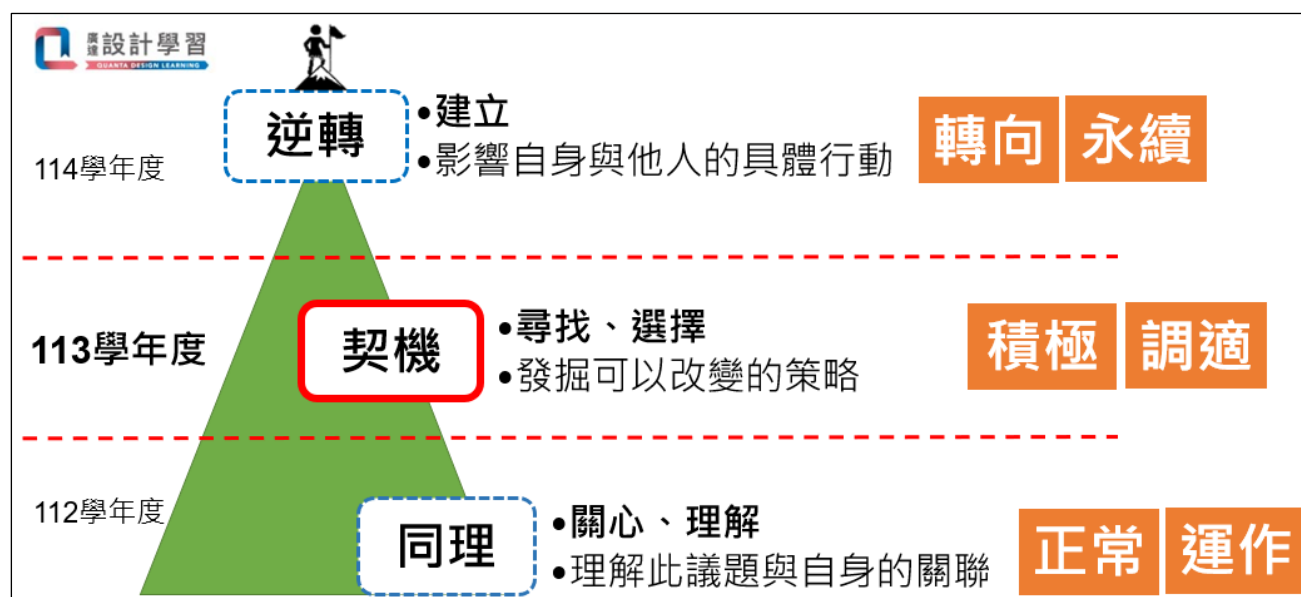 廣達設計學習
QUANTA DESIGN LEARNING
逆轉
•建立
•影響自身與他人的具體行動
轉向 永續
114學年度
113學年度
契機
•尋找、選擇
•發掘可以改變的策略
積極 調適
112學年度
同理
•關心、理解
•理解此議題與自身的關聯
正常 運作